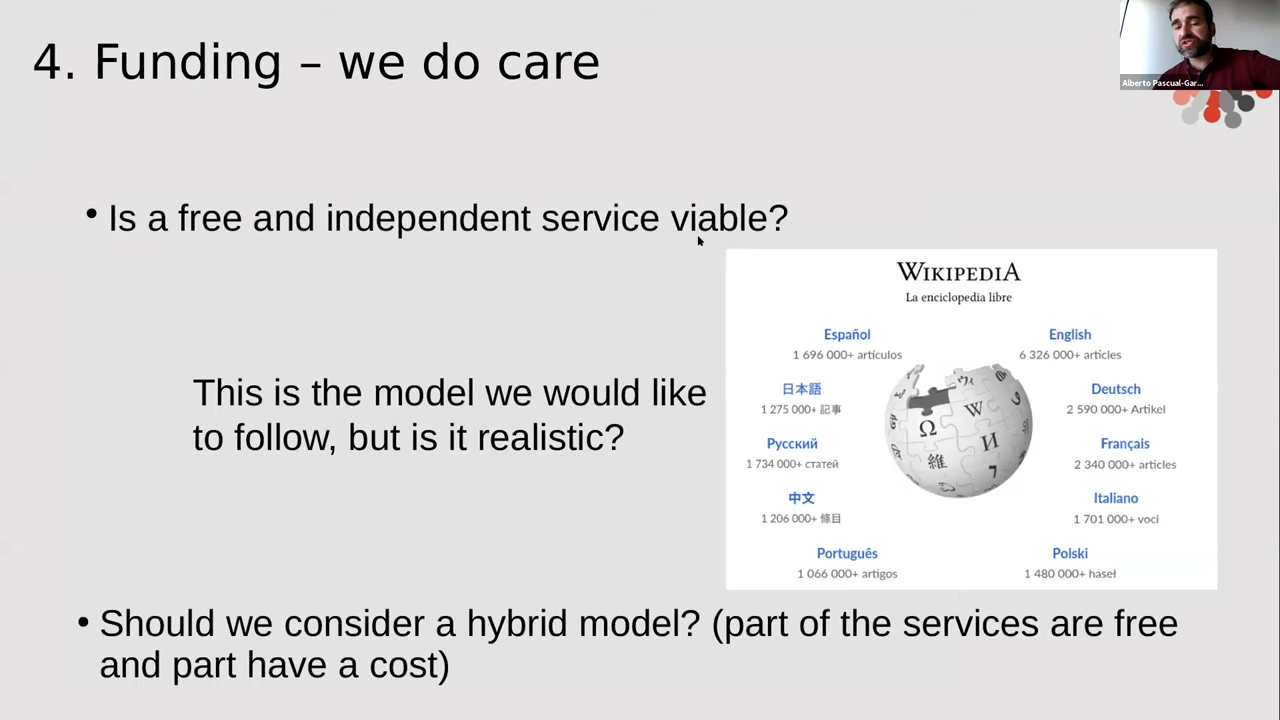 4. Funding – we do care
Alberto Pascual-Gar...
• Is a free and independent service viable?
WIKIPEDIA
La enciclopedia libre
Español
1 696 000+ artículos
English
6 326 000+ articles
日本語
1 275 000+ 記事
Deutsch
2 590 000+ Artikel
Русский
1 734 000+ статей
Français
2 340 000+ articles
中文
1 206 000+ 條目
Italiano
1 701 000+ voci
Português
1 066 000+ artigos
Polski
1 480 000+ haseł
Ω
W
И
維
ウィ
This is the model we would like
to follow, but is it realistic?
• Should we consider a hybrid model? (part of the services are free
and part have a cost)